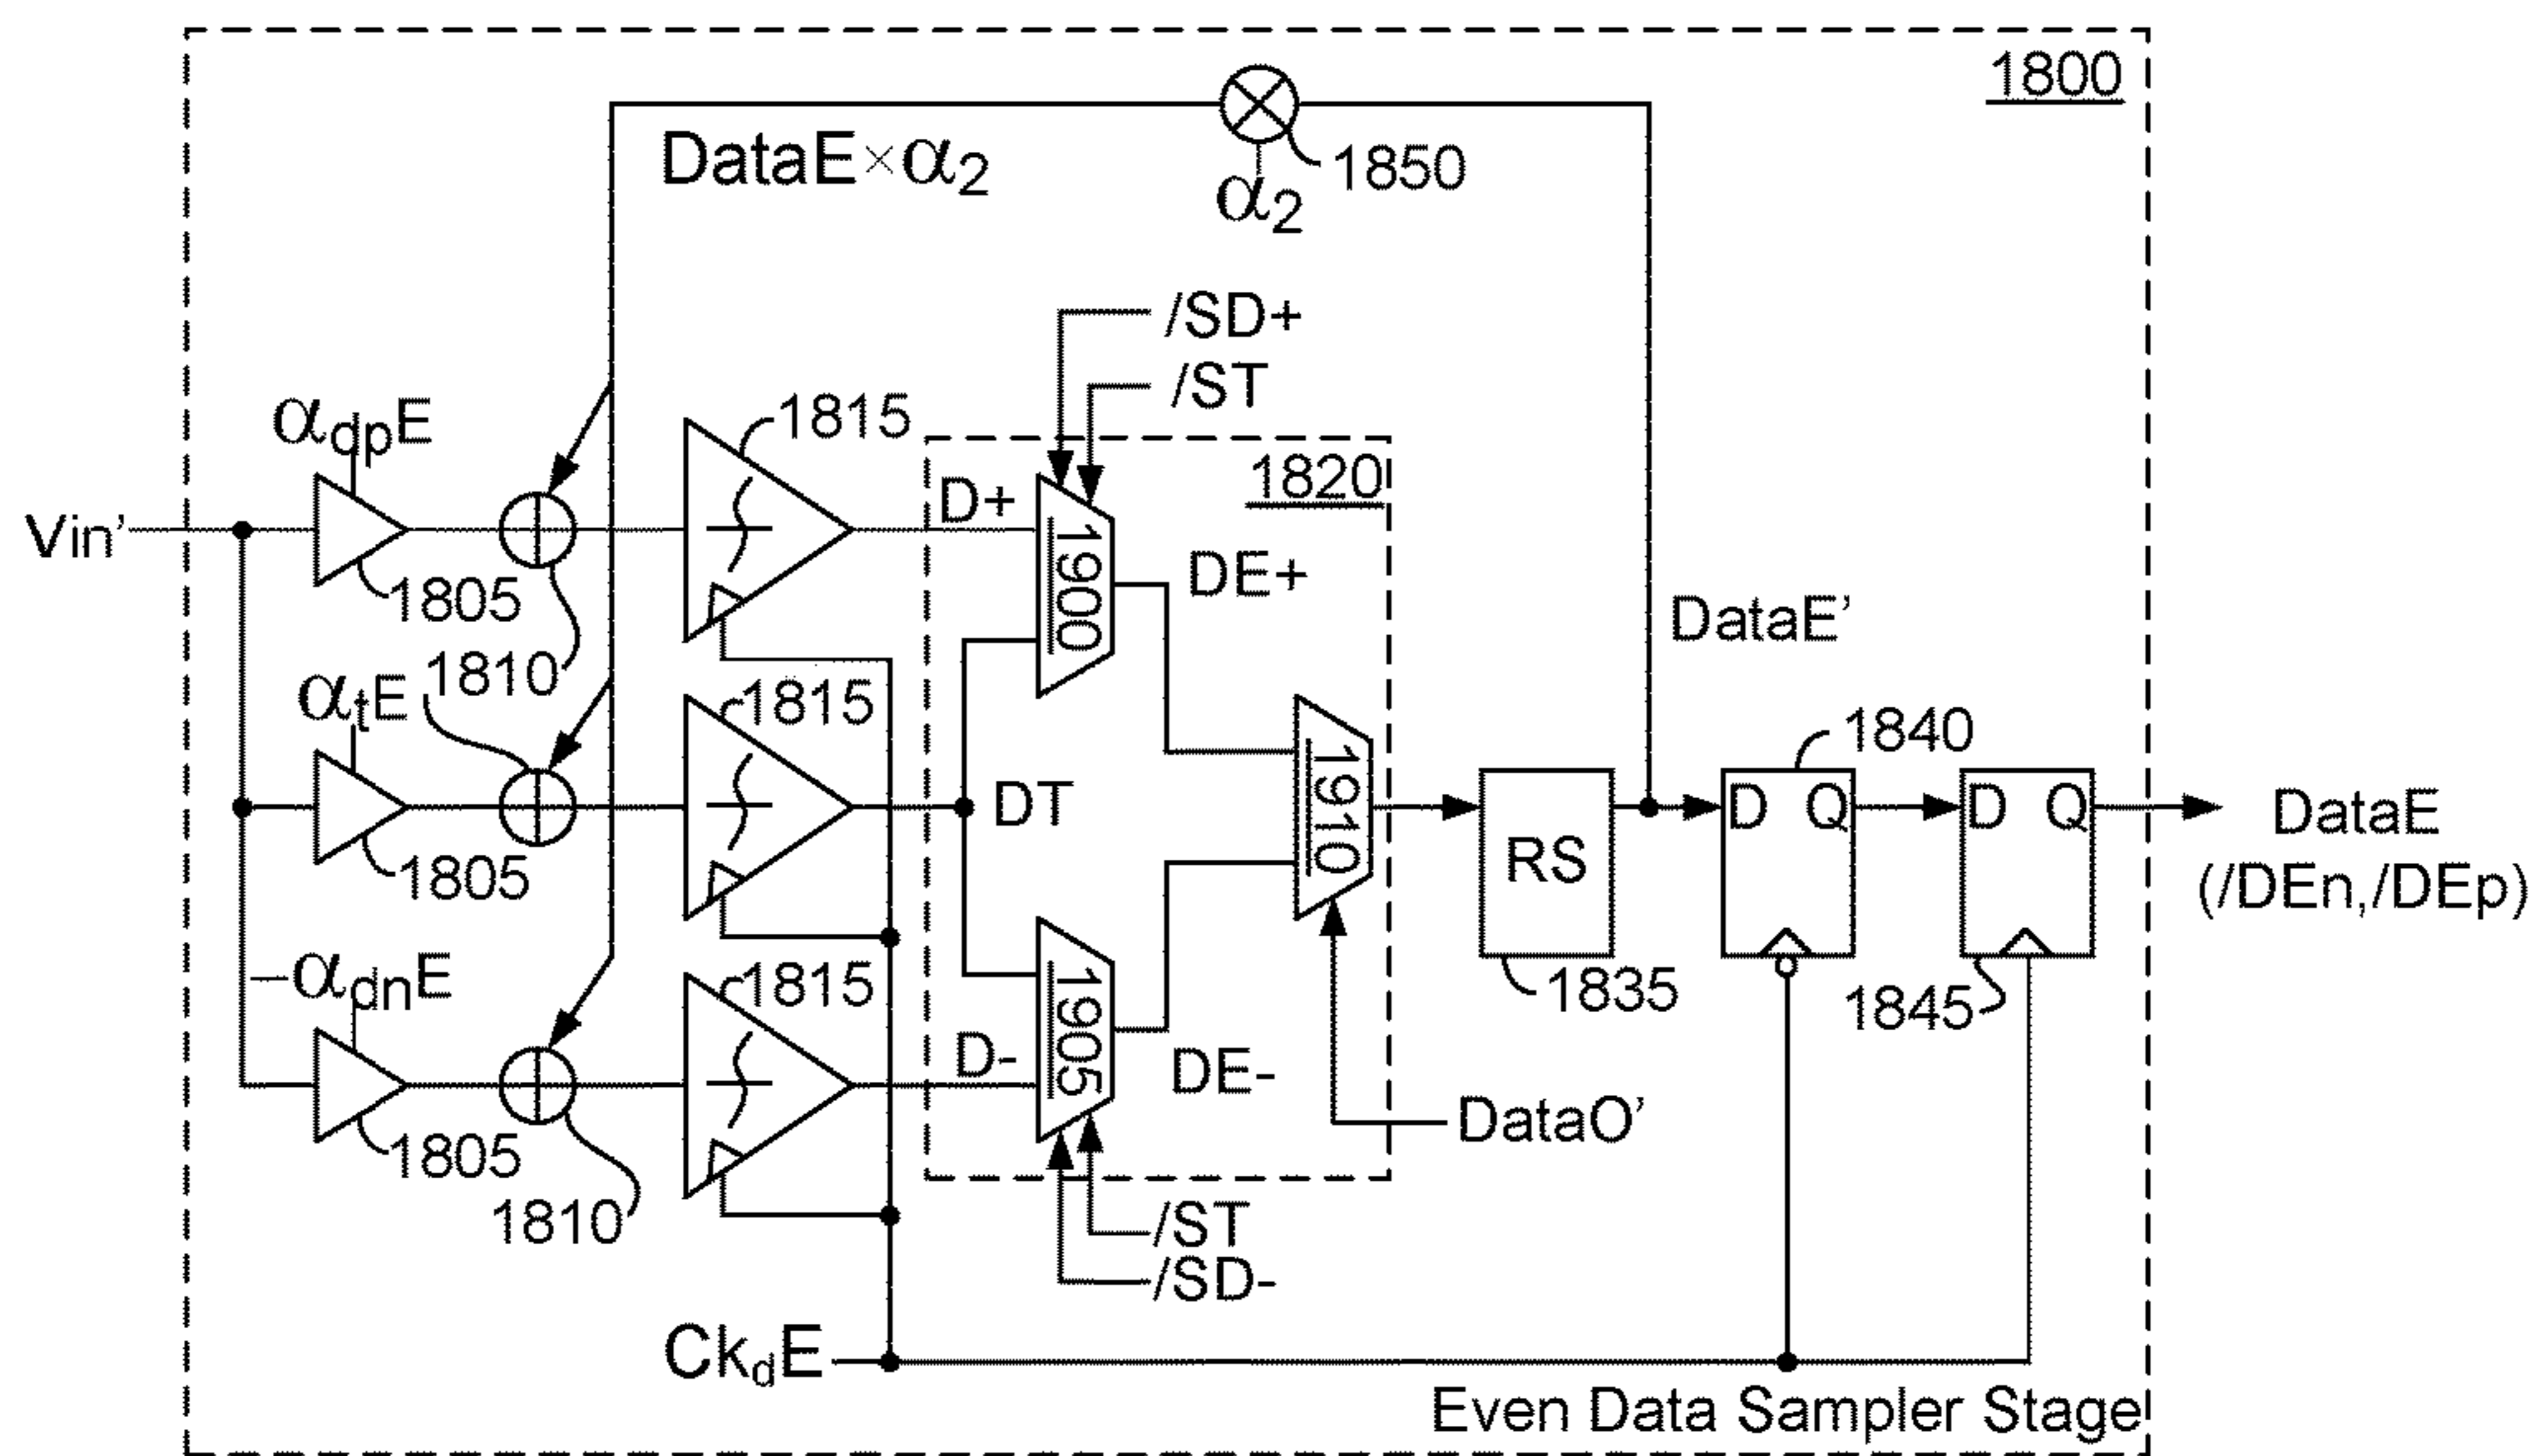 1800
DataE×α2
α2
1850
/SD+
/ST
αdpE
1815
1820
D+
1900
DE+
Vin'
1805
1810
DataE'
αtE
1815
1840
DT
1910
RS
D Q
D Q
DataE
(/DEn,/DEp)
1805
1835
1845
–αdnE
1815
1905
D-
DE-
DataO'
1805
1810
/ST
/SD-
CkdE
Even Data Sampler Stage